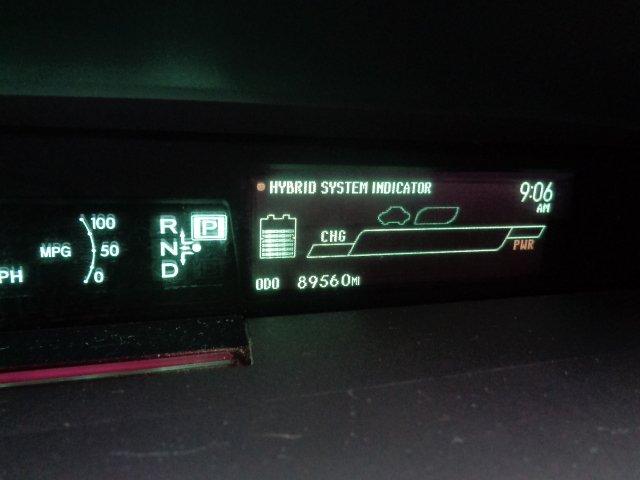 HYBRID SYSTEM INDICATOR
9:06
AM
100
MPG 50
0
PH
R P
N
D
E F
CHG
PWR
ODO 89560MI